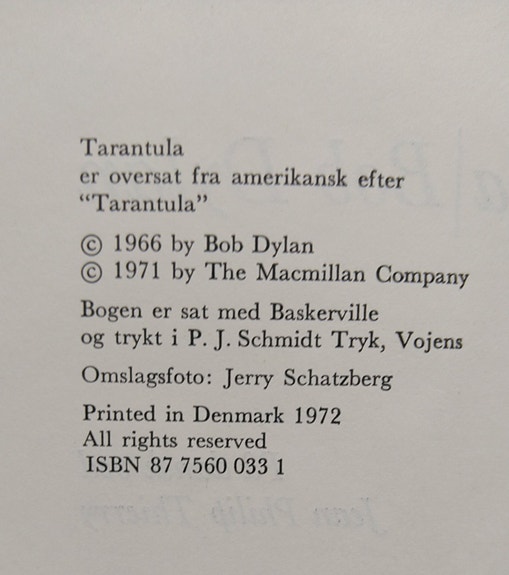 Tarantula
er oversat fra amerikansk efter
“Tarantula”
© 1966 by Bob Dylan
© 1971 by The Macmillan Company
Bogen er sat med Baskerville
og trykt i P. J. Schmidt Tryk, Vojens
Omslagsfoto: Jerry Schatzberg
Printed in Denmark 1972
All rights reserved
ISBN 87 7560 033 1